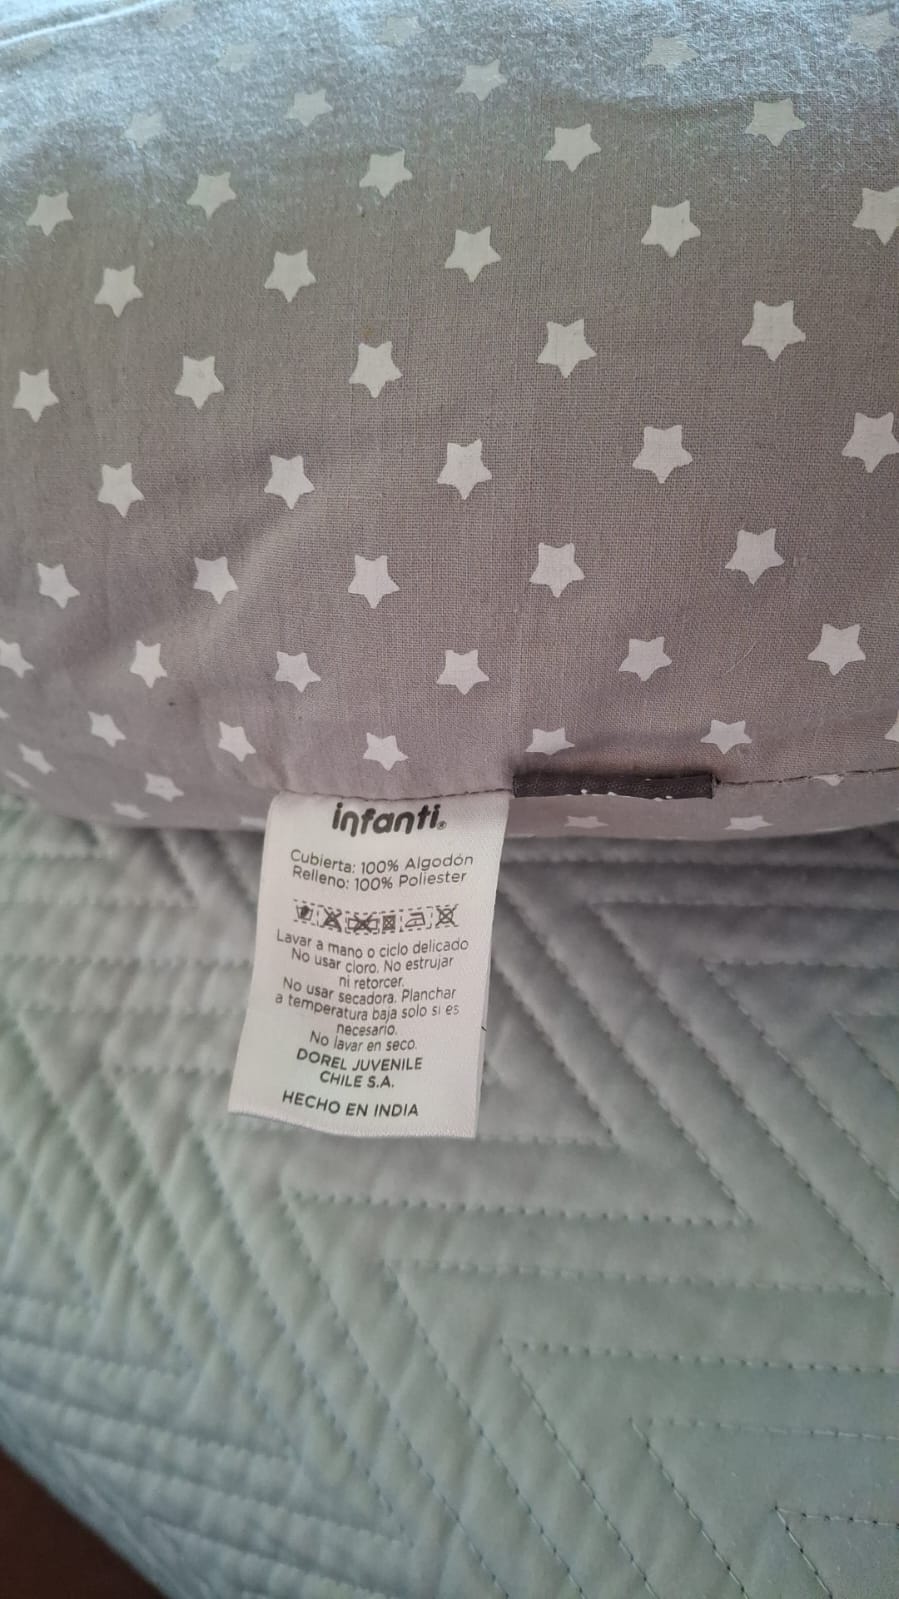 infanti®
Cubierta: 100% Algodón
Relleno: 100% Poliester
Lavar a mano o ciclo delicado
No usar cloro. No estrujar
ni retorcer.
No usar secadora. Planchar
a temperatura baja solo si es
necesario.
No lavar en seco.
DOREL JUVENILE
CHILE S.A.
HECHO EN INDIA